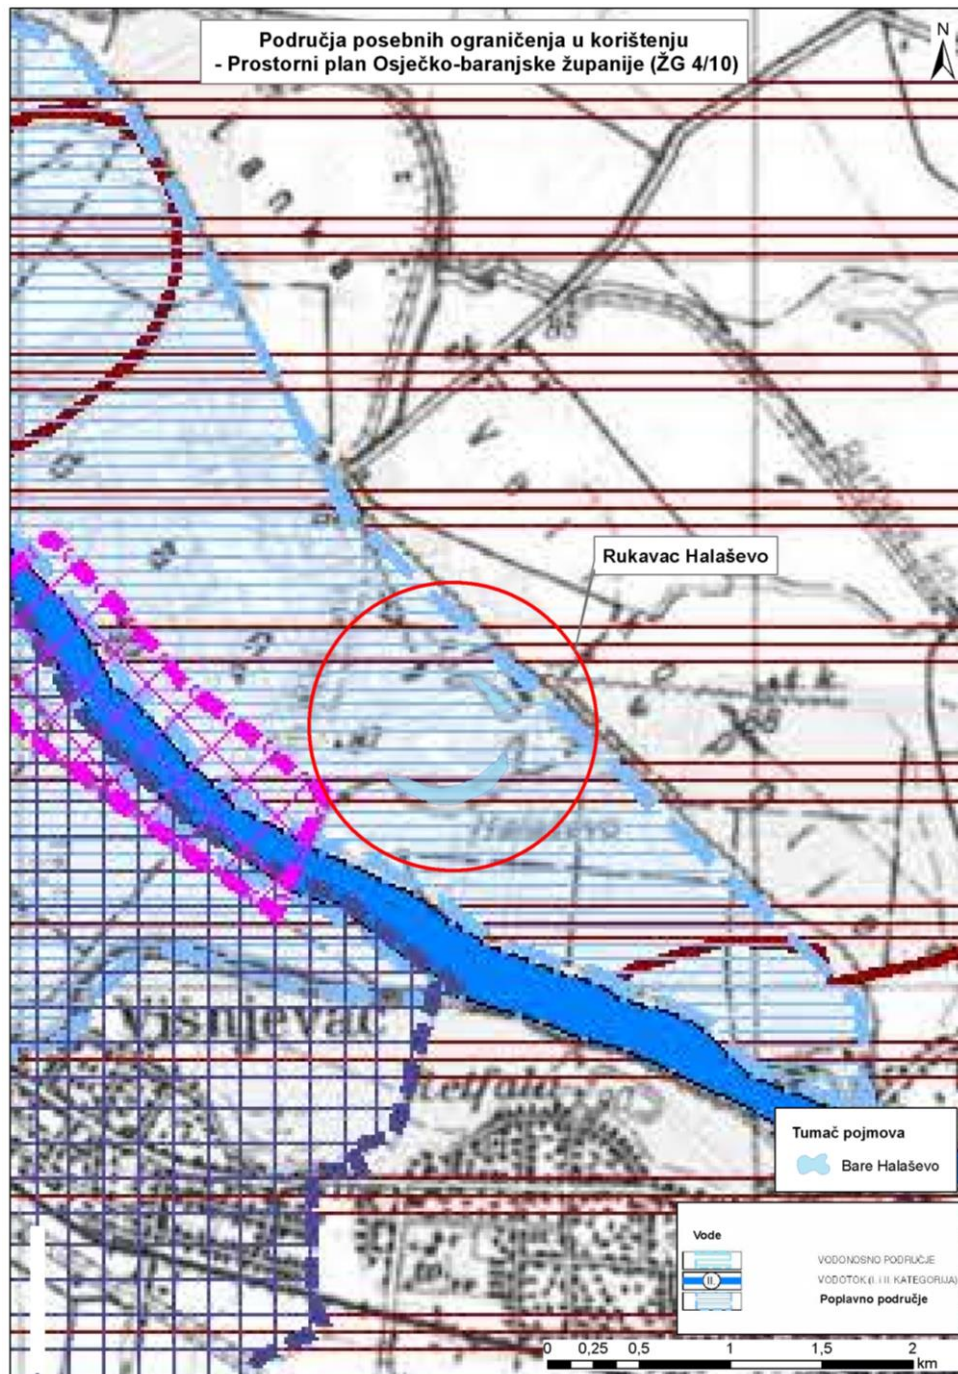 Područja posebnih ograničenja u korištenju
- Prostorni plan Osječko-baranjske županije (ŽG 4/10)
N
Rukavac Halaševo
Halaševo
Višnjevac
Tumač pojmova
Bare Halaševo
Vode
VODONOSNO PODRUČJE
II.
VODOTOK (I. I II. KATEGORIJA)
Poplavno područje
0 0,25 0,5 1 1,5 2
km